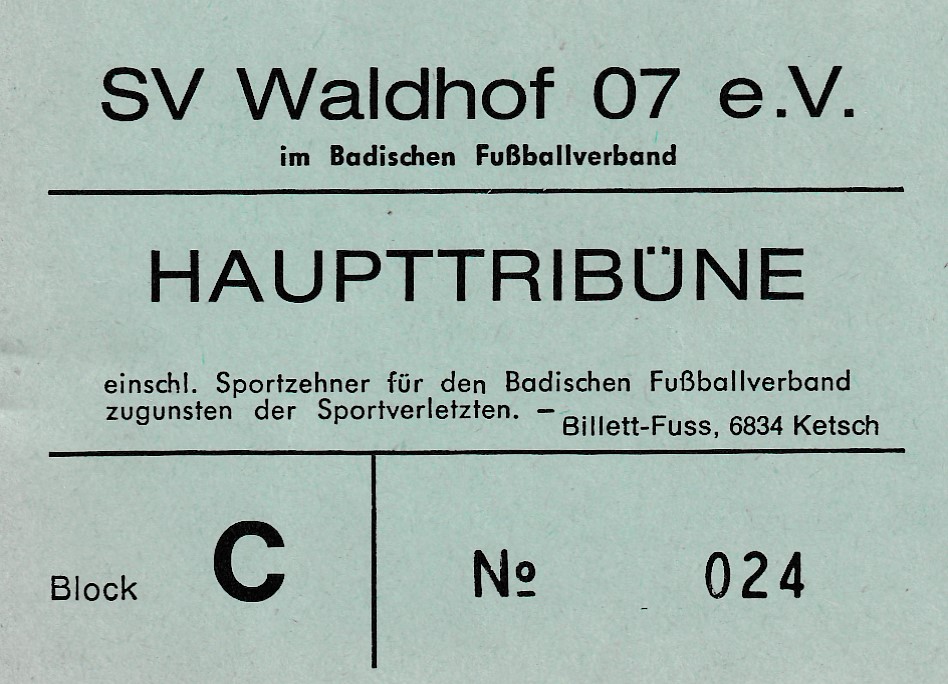 SV Waldhof 07 e.V.
im Badischen Fußballverband
HAUPTTRIBÜNE
einschl. Sportzehner für den Badischen Fußballverband
zugunsten der Sportverletzten. –
Billett-Fuss, 6834 Ketsch
Block C
№ 024